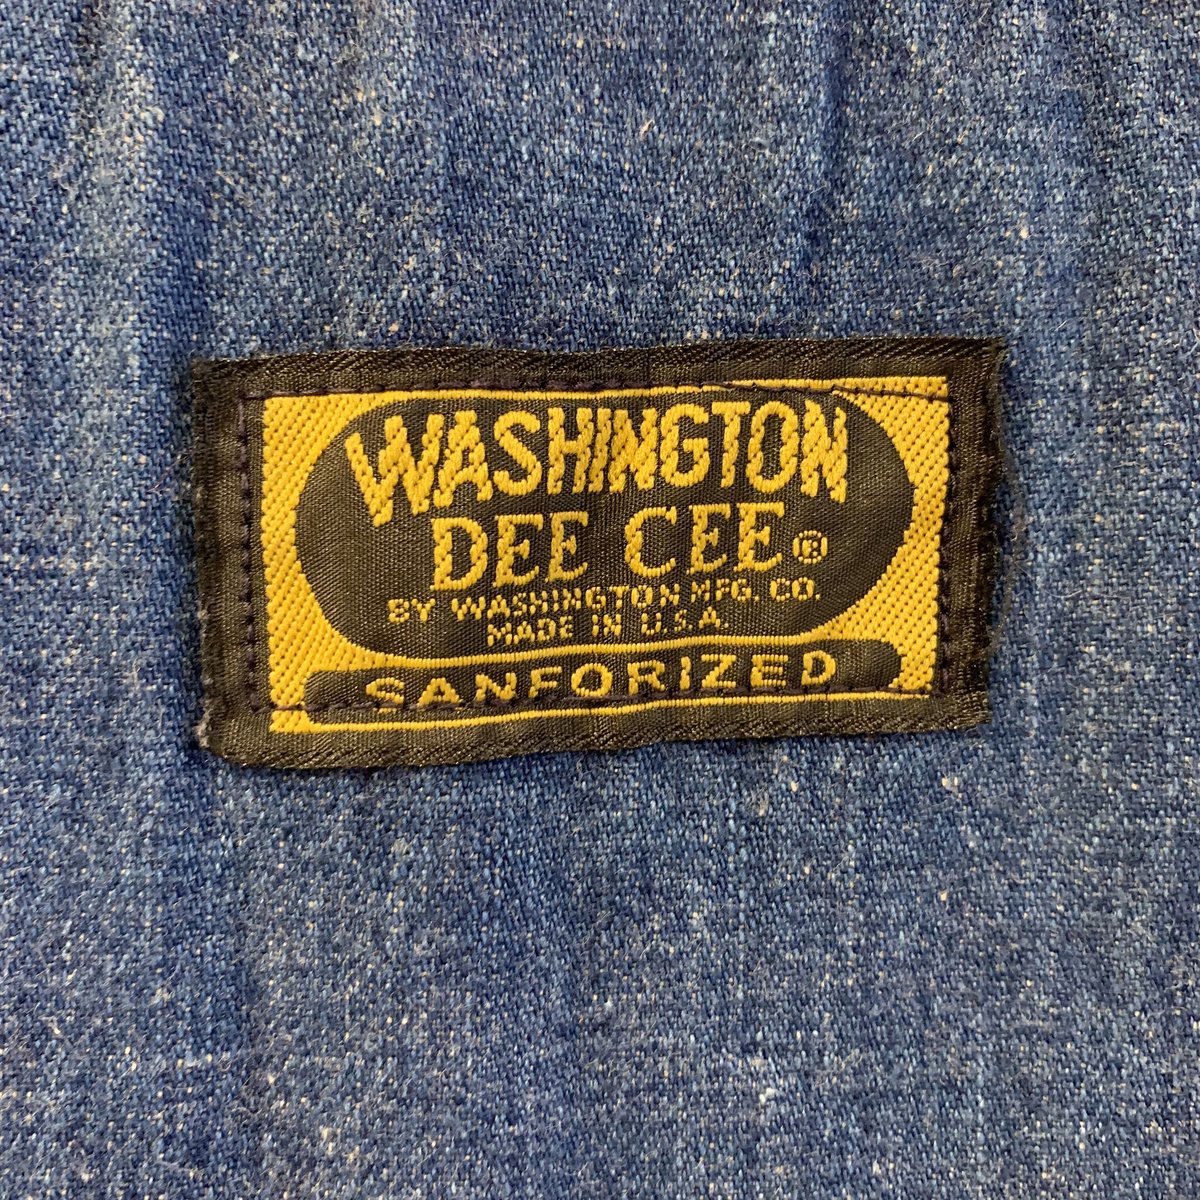 WASHINGTON
DEE CEE®
BY WASHINGTON MFG. CO.
MADE IN U.S.A.
SANFORIZED